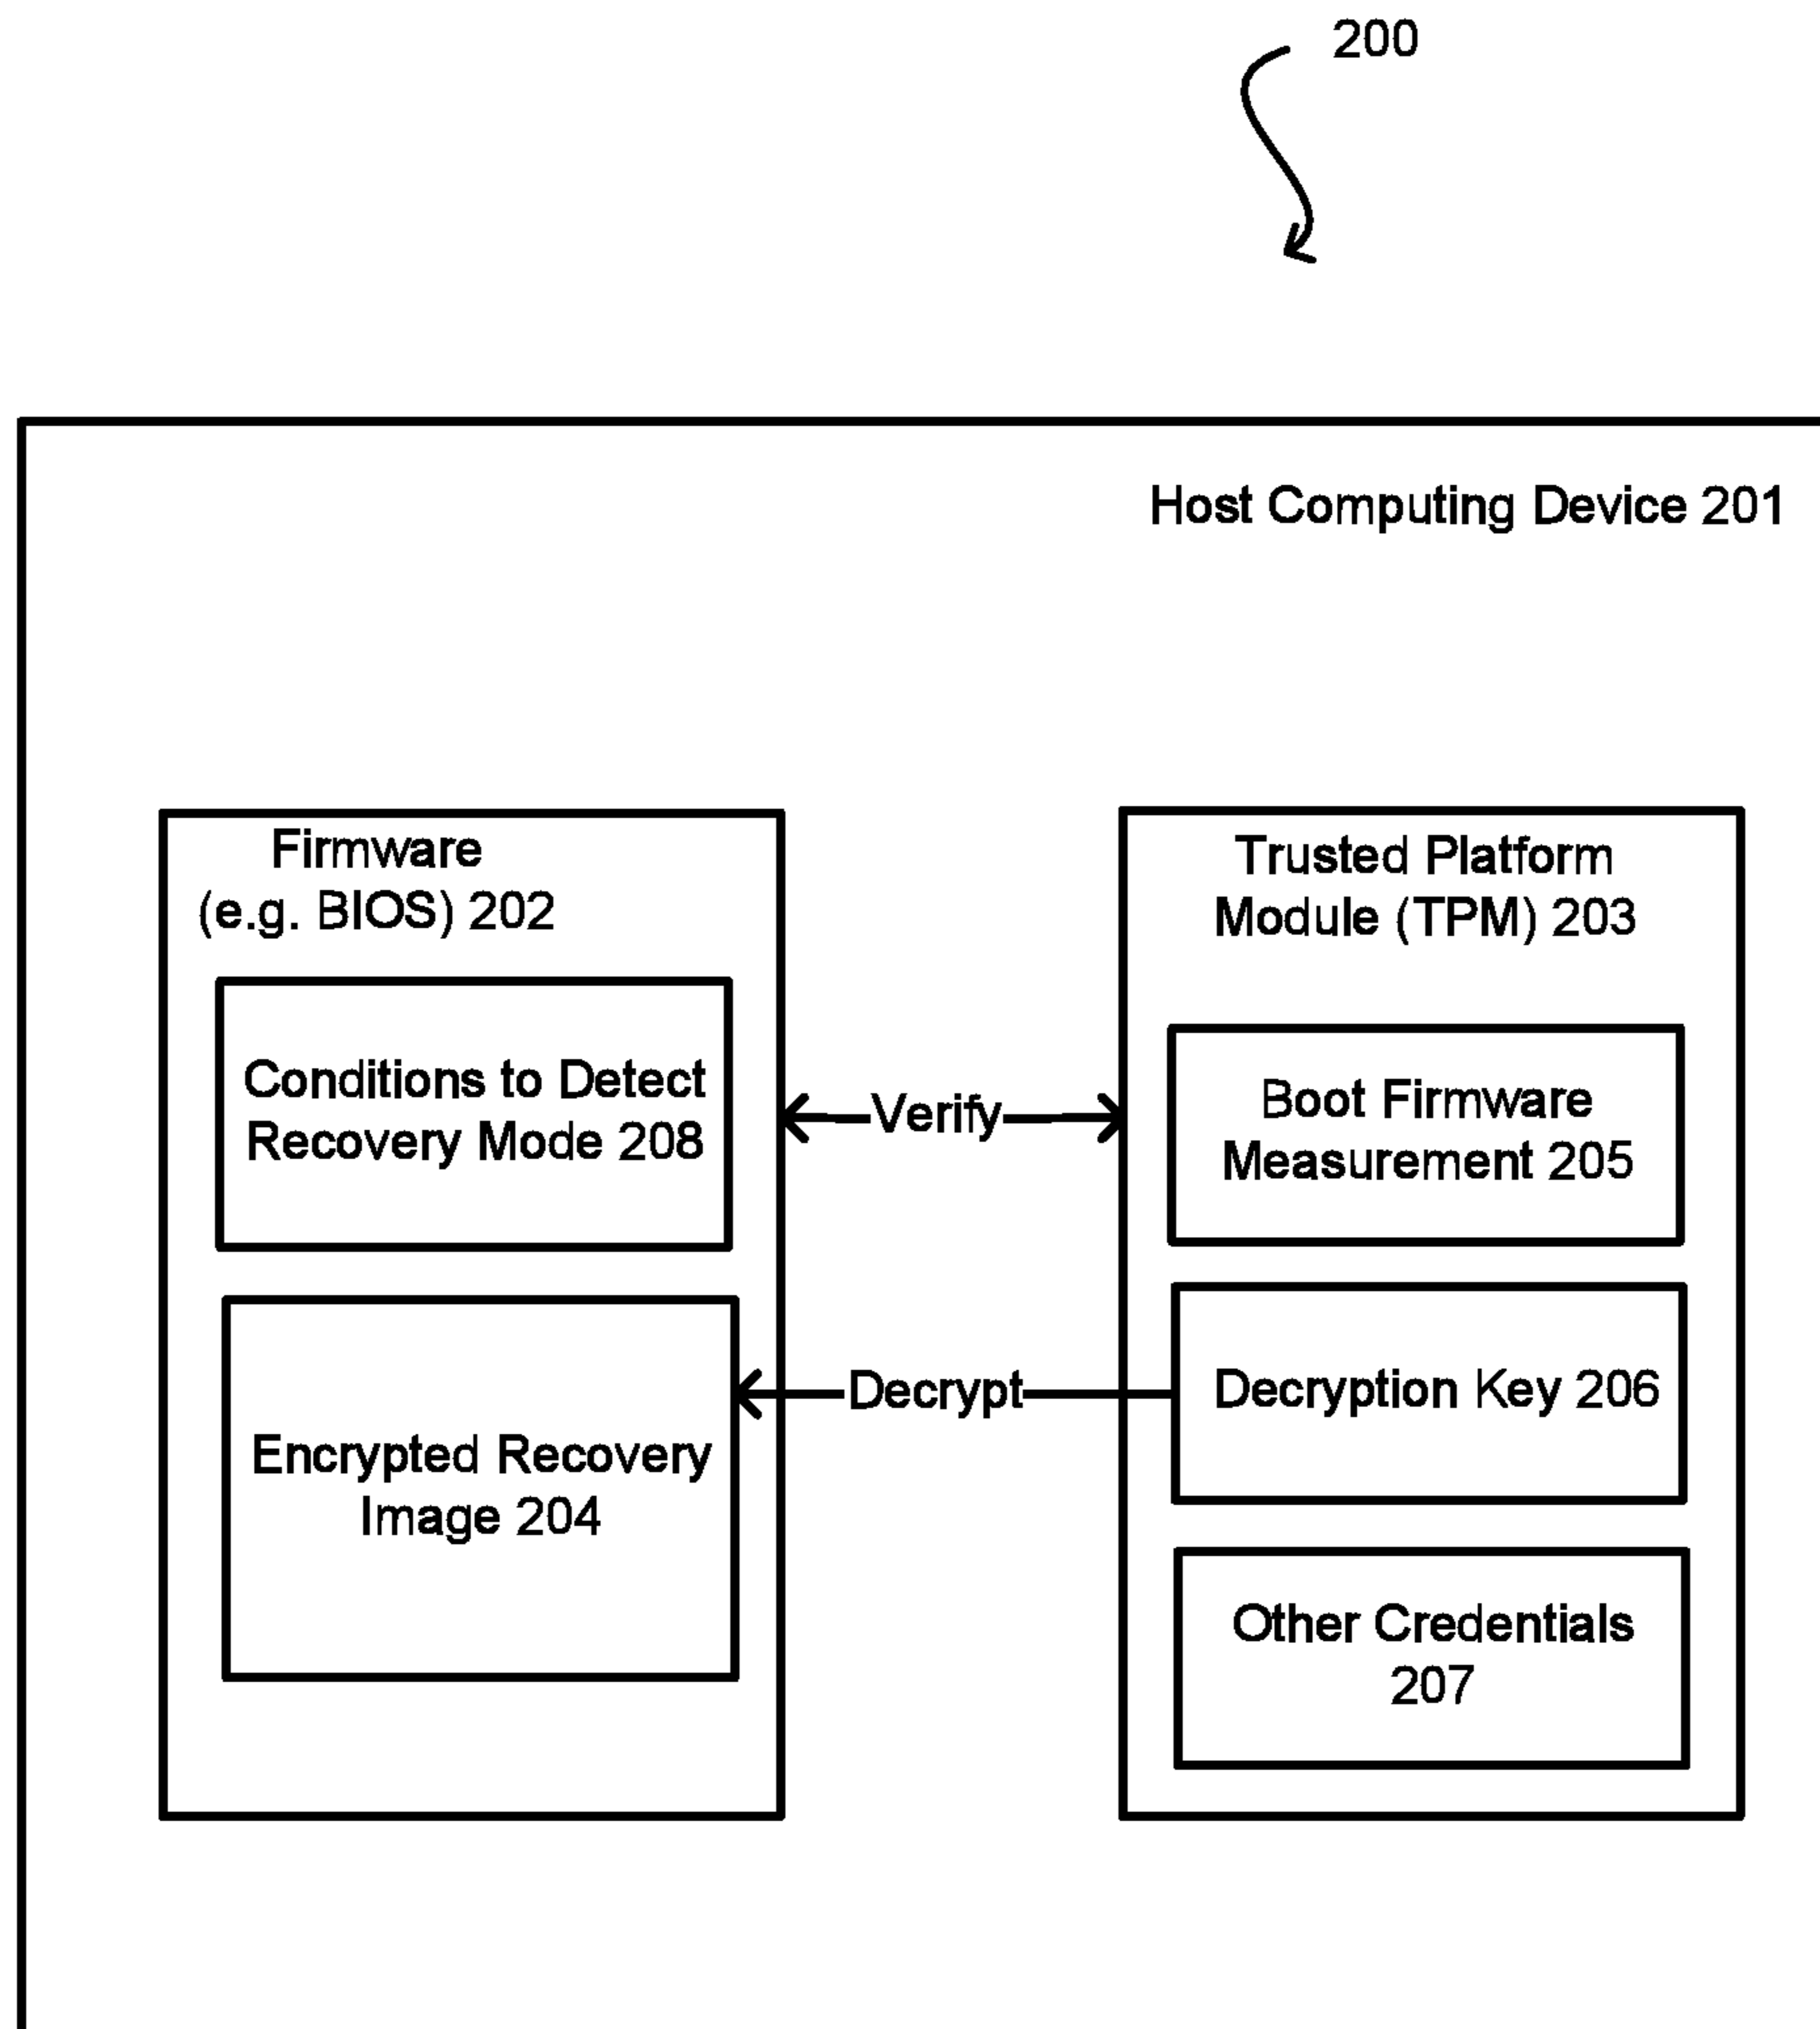 200
Host Computing Device 201
Firmware
(e.g. BIOS) 202
Conditions to Detect
Recovery Mode 208
Encrypted Recovery
Image 204
Verify
Decrypt
Trusted Platform
Module (TPM) 203
Boot Firmware
Measurement 205
Decryption Key 206
Other Credentials
207